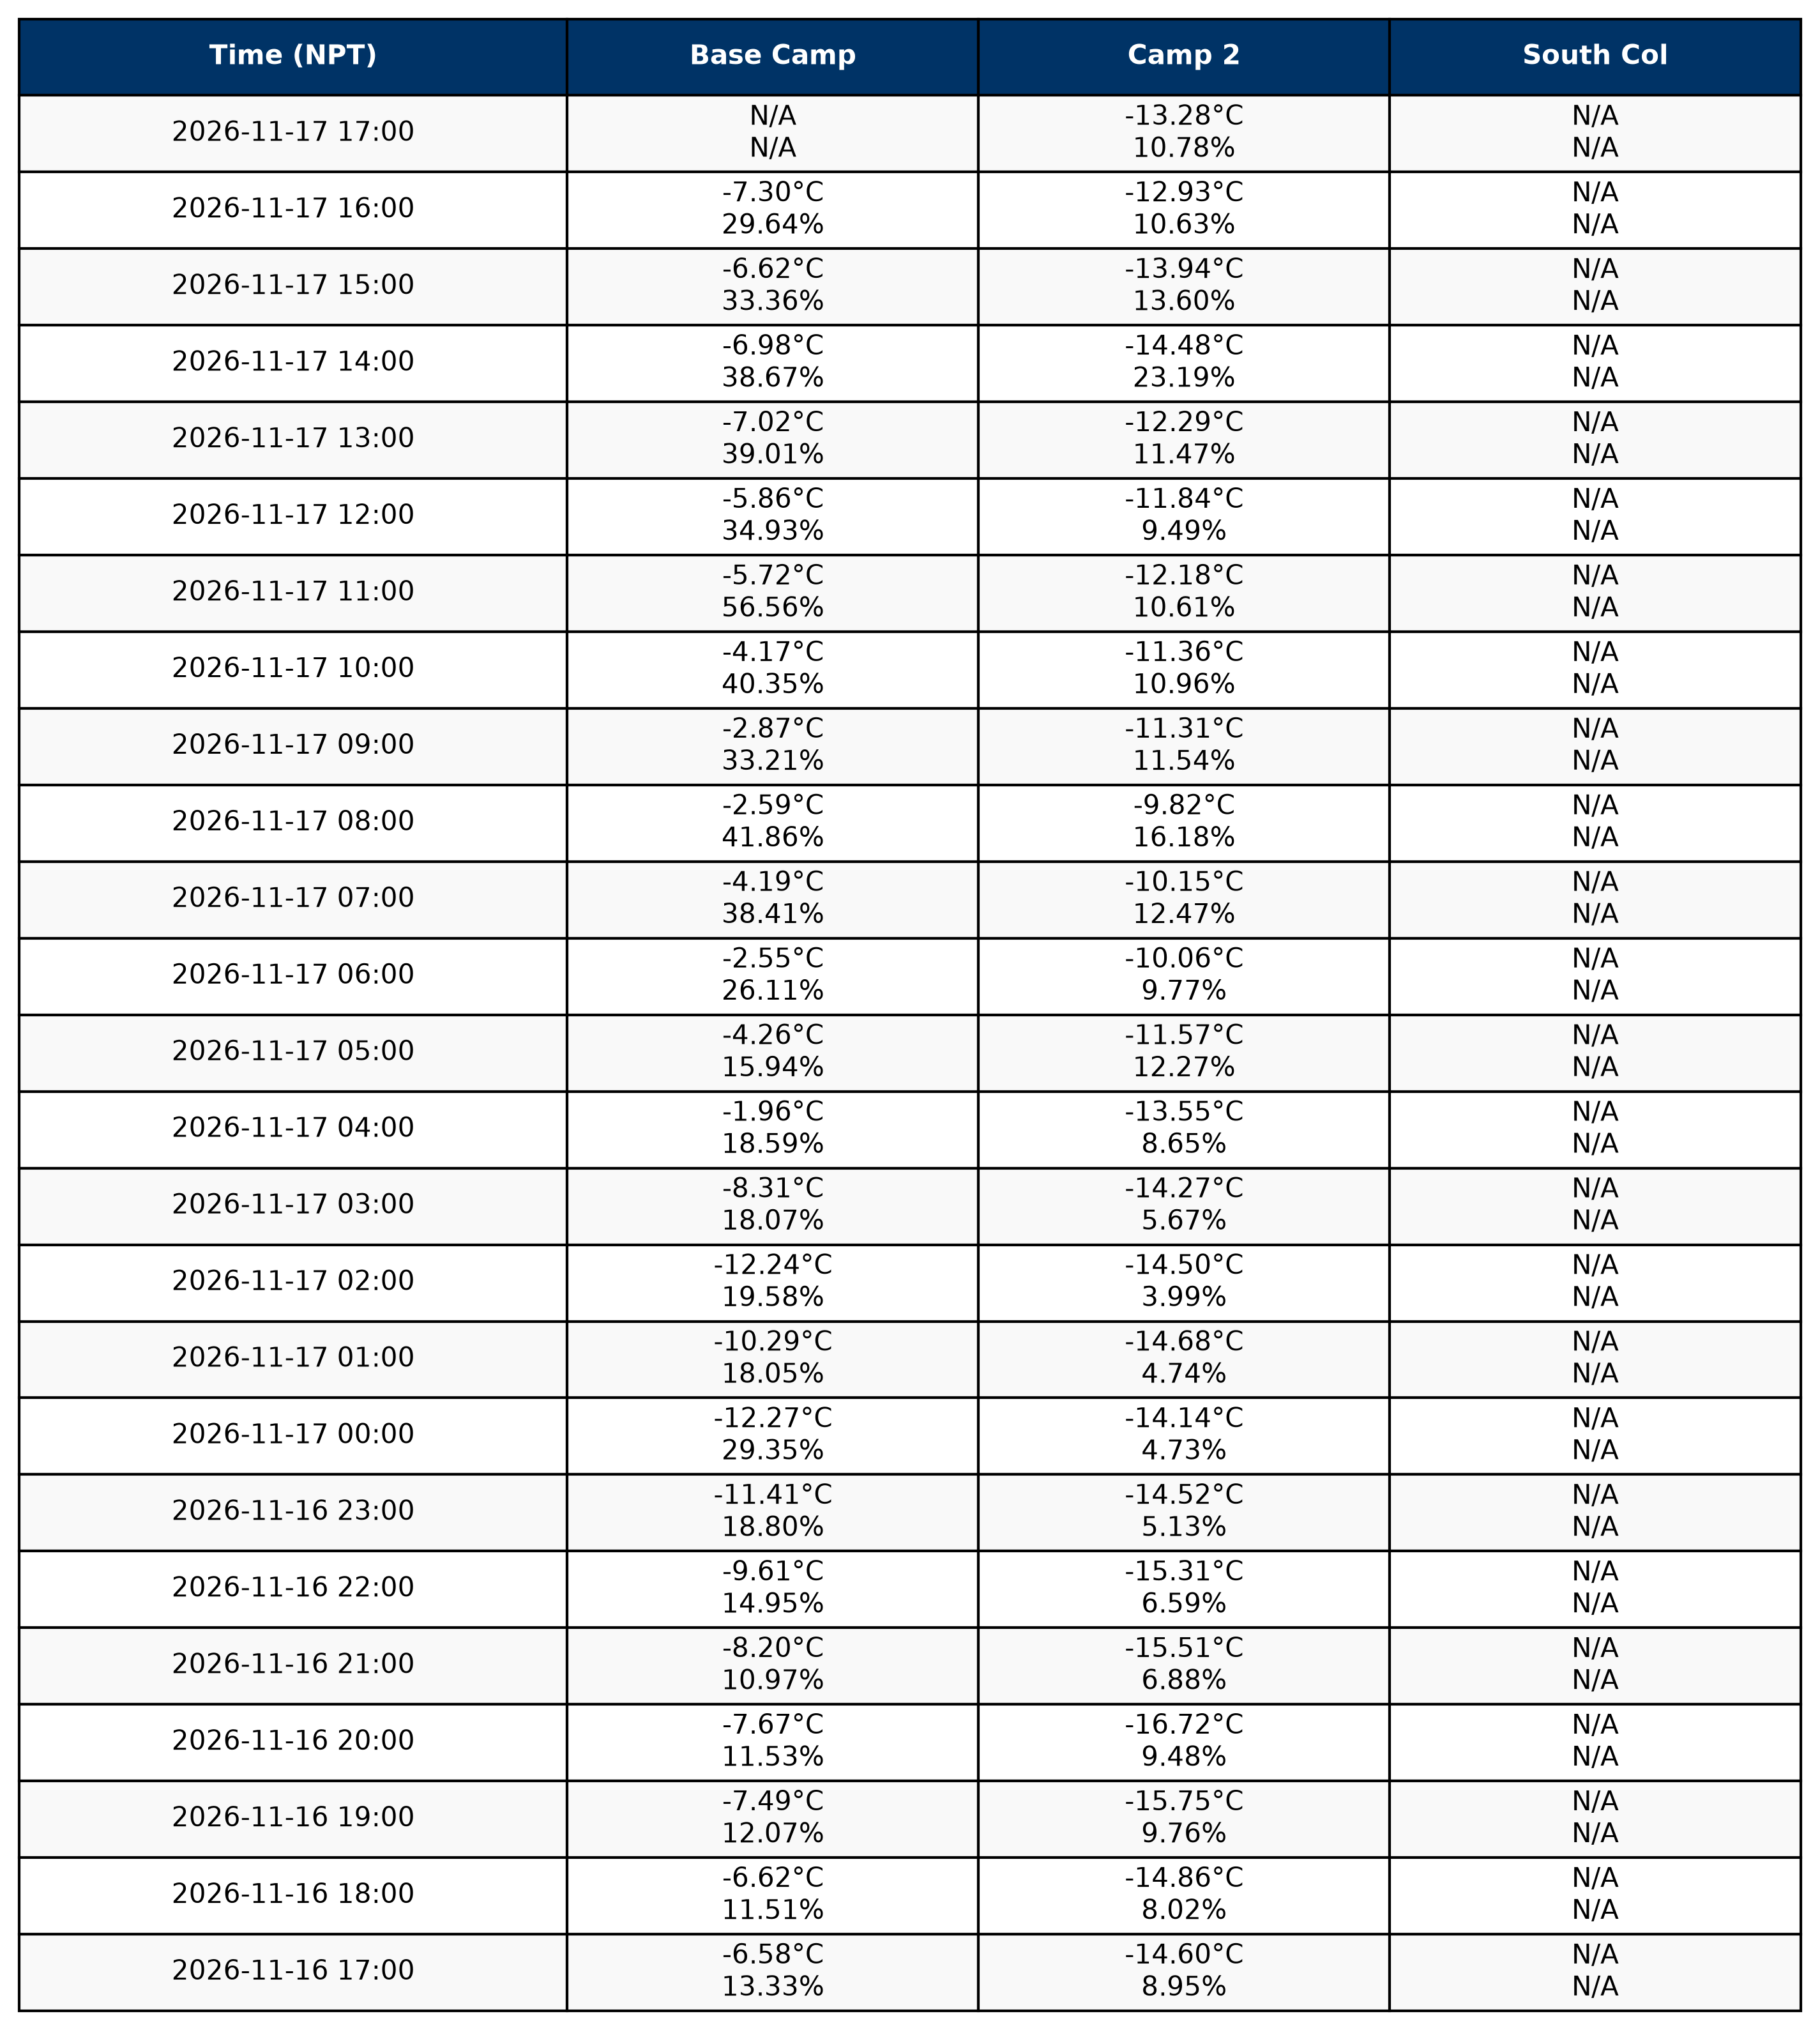 Time (NPT) Base Camp Camp 2 South Col
2026-11-17 17:00
N/A -13.28°C N/A
N/A 10.78% N/A
2026-11-17 16:00
-7.30°C -12.93°C N/A
29.64% 10.63% N/A
2026-11-17 15:00
-6.62°C -13.94°C N/A
33.36% 13.60% N/A
2026-11-17 14:00
-6.98°C -14.48°C N/A
38.67% 23.19% N/A
2026-11-17 13:00
-7.02°C -12.29°C N/A
39.01% 11.47% N/A
2026-11-17 12:00
-5.86°C -11.84°C N/A
34.93% 9.49% N/A
2026-11-17 11:00
-5.72°C -12.18°C N/A
56.56% 10.61% N/A
2026-11-17 10:00
-4.17°C -11.36°C N/A
40.35% 10.96% N/A
2026-11-17 09:00
-2.87°C -11.31°C N/A
33.21% 11.54% N/A
2026-11-17 08:00
-2.59°C -9.82°C N/A
41.86% 16.18% N/A
2026-11-17 07:00
-4.19°C -10.15°C N/A
38.41% 12.47% N/A
2026-11-17 06:00
-2.55°C -10.06°C N/A
26.11% 9.77% N/A
2026-11-17 05:00
-4.26°C -11.57°C N/A
15.94% 12.27% N/A
2026-11-17 04:00
-1.96°C -13.55°C N/A
18.59% 8.65% N/A
2026-11-17 03:00
-8.31°C -14.27°C N/A
18.07% 5.67% N/A
2026-11-17 02:00
-12.24°C -14.50°C N/A
19.58% 3.99% N/A
2026-11-17 01:00
-10.29°C -14.68°C N/A
18.05% 4.74% N/A
2026-11-17 00:00
-12.27°C -14.14°C N/A
29.35% 4.73% N/A
2026-11-16 23:00
-11.41°C -14.52°C N/A
18.80% 5.13% N/A
2026-11-16 22:00
-9.61°C -15.31°C N/A
14.95% 6.59% N/A
2026-11-16 21:00
-8.20°C -15.51°C N/A
10.97% 6.88% N/A
2026-11-16 20:00
-7.67°C -16.72°C N/A
11.53% 9.48% N/A
2026-11-16 19:00
-7.49°C -15.75°C N/A
12.07% 9.76% N/A
2026-11-16 18:00
-6.62°C -14.86°C N/A
11.51% 8.02% N/A
2026-11-16 17:00
-6.58°C -14.60°C N/A
13.33% 8.95% N/A